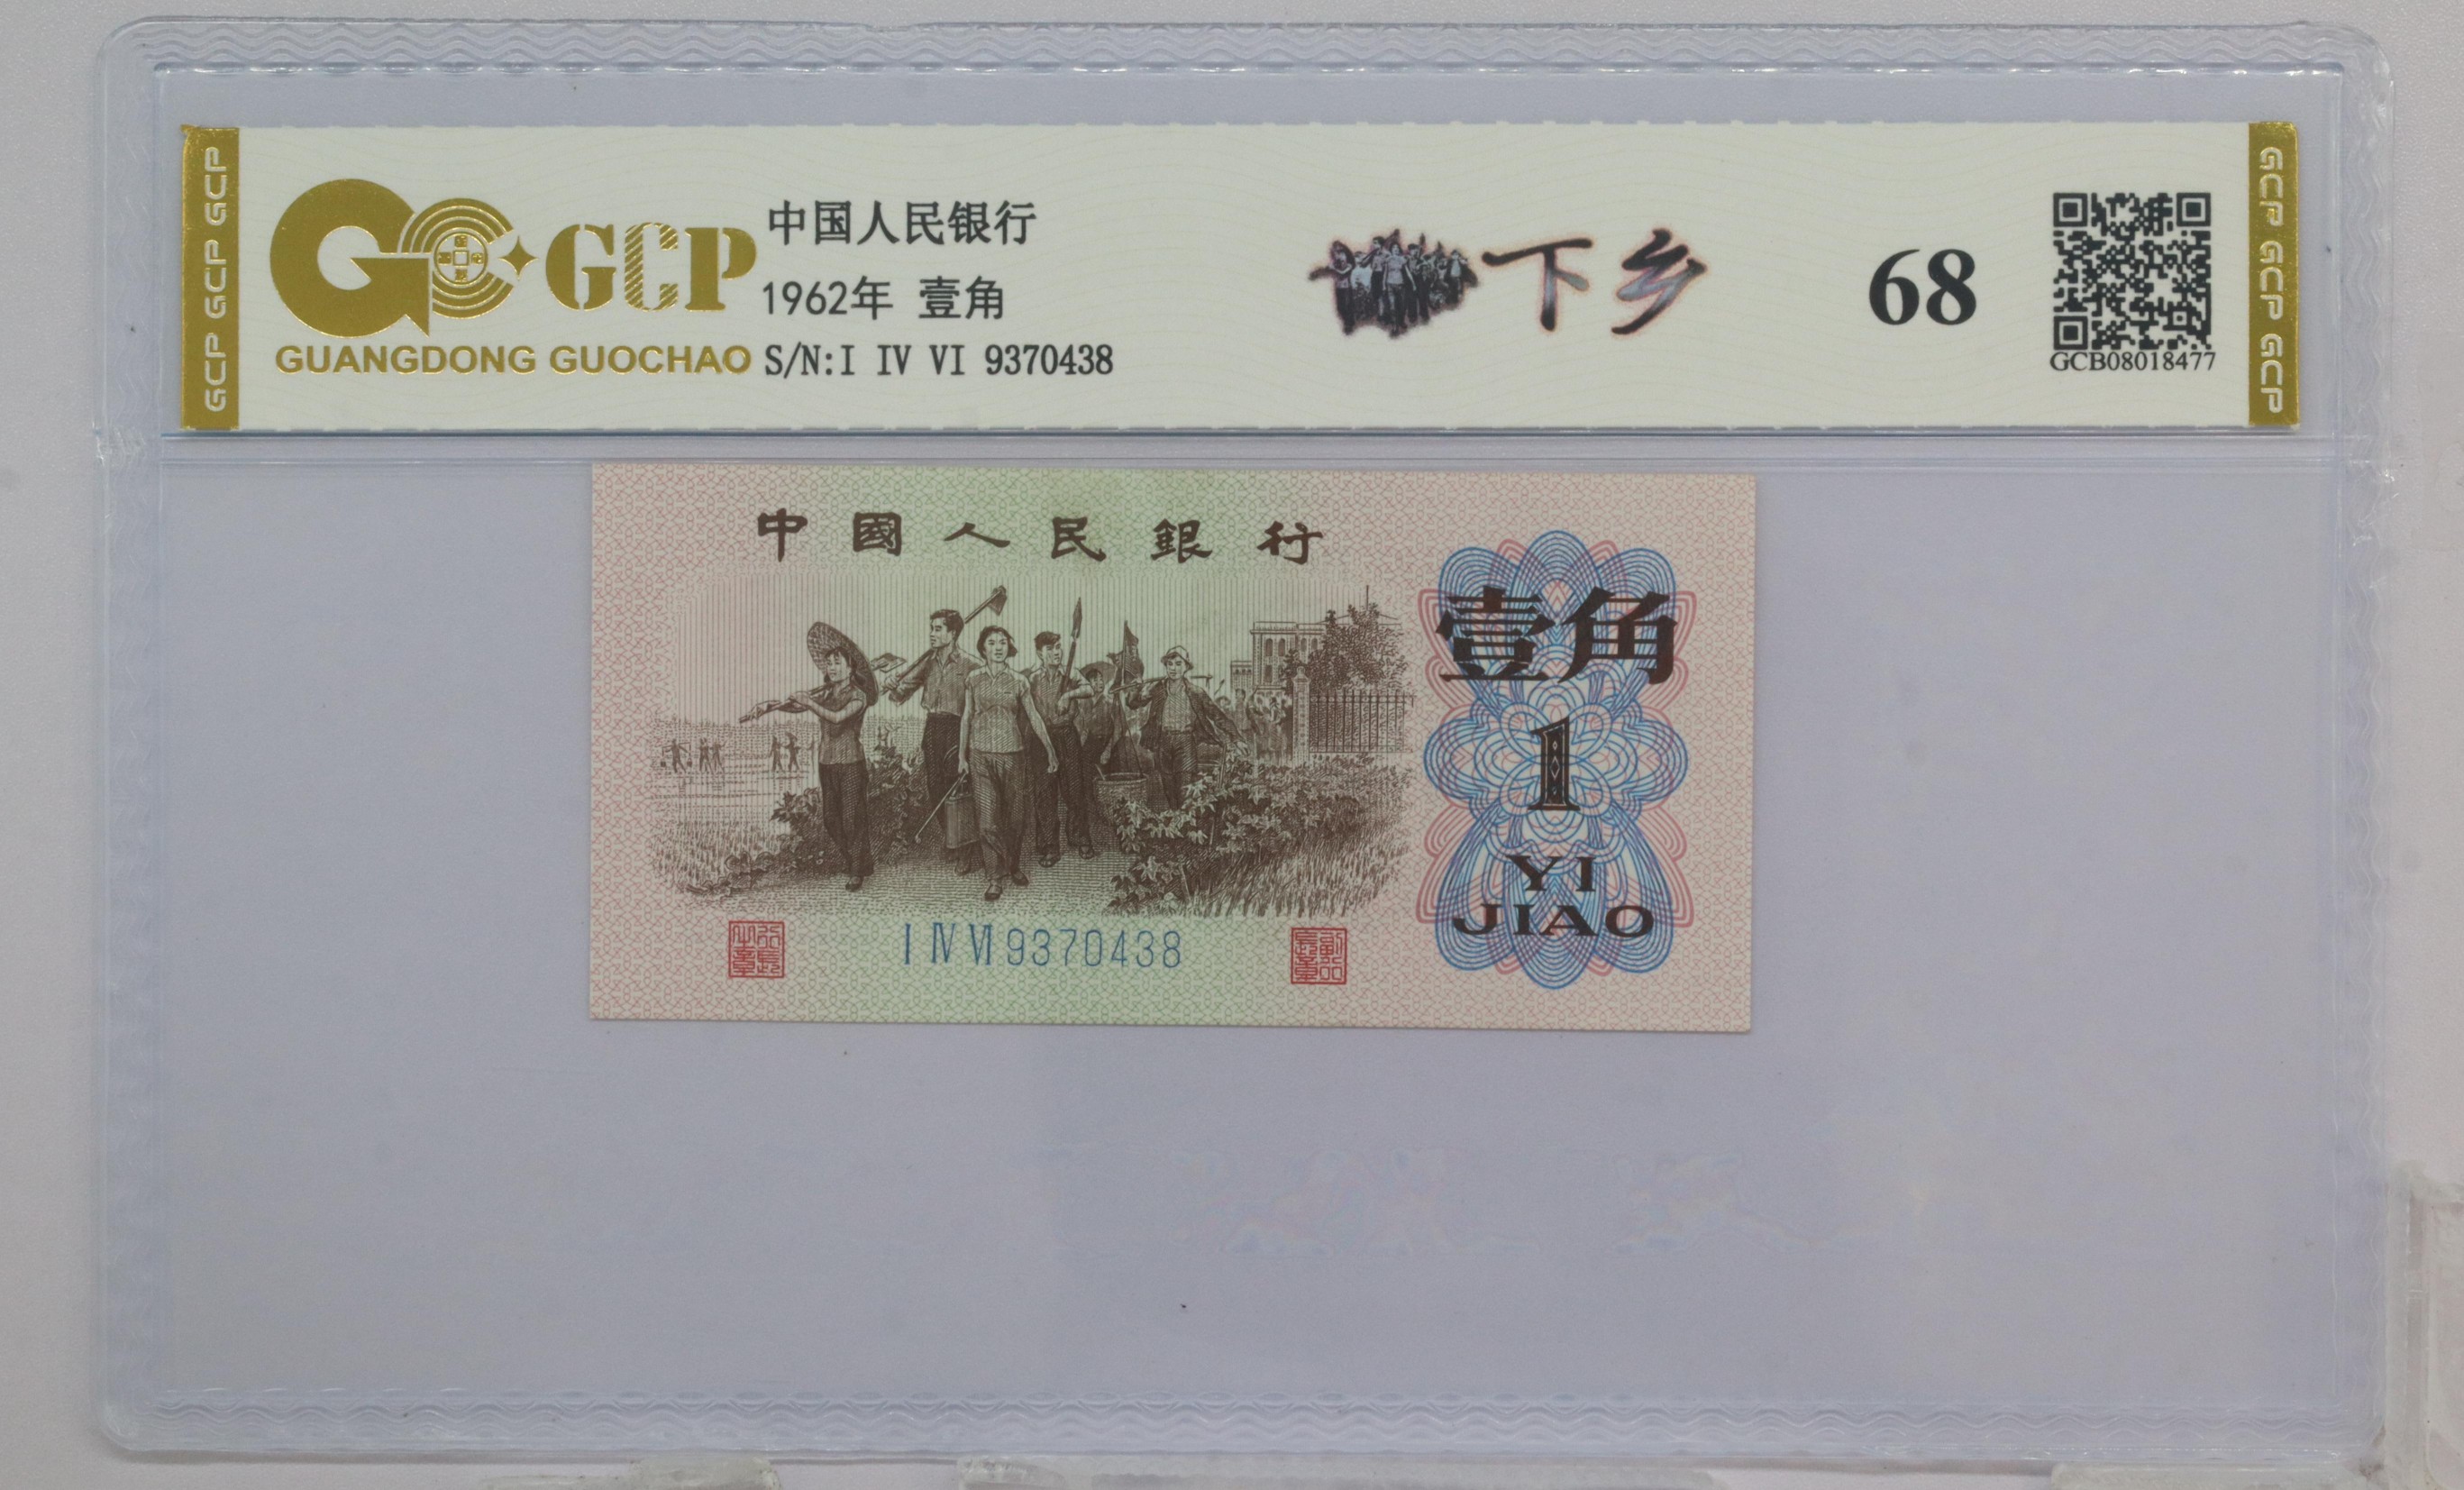 GCP GCP GCP
GCP
GUANGDONG GUOCHAO
中国人民银行
1962年 壹角
S/N:I IV VI 9370438
下乡
68
GCB08018477
GCP GCP GCP
中國人民銀行
壹角
1
YI
JIAO
I IV VI 9370438